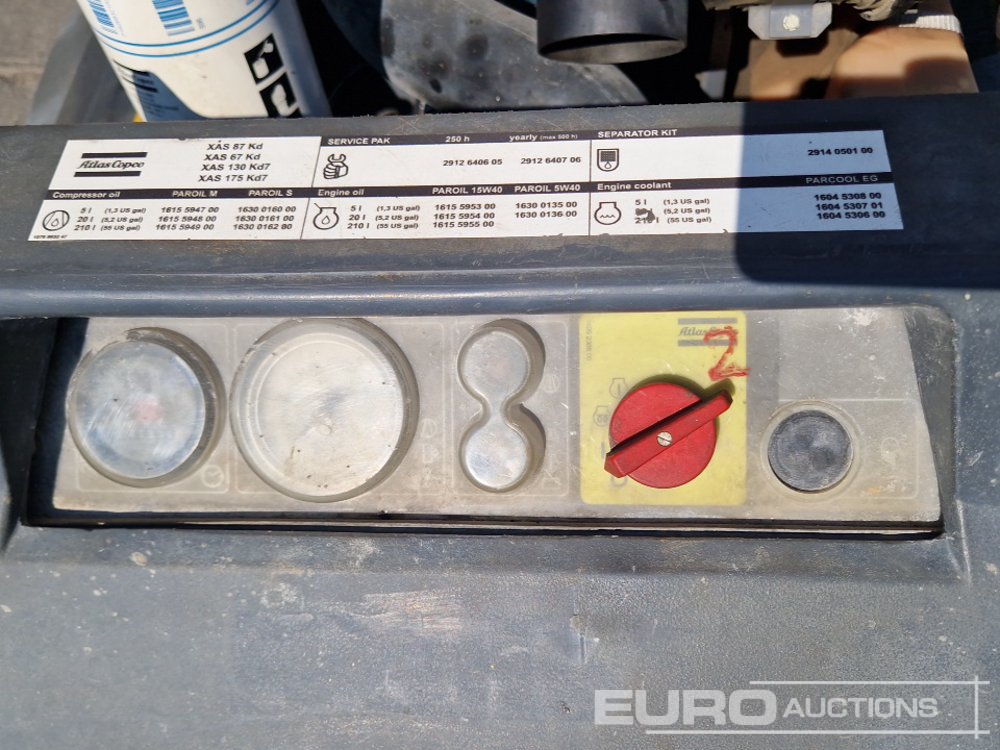 Atlas Copco
XAS 87 Kd
XAS 67 Kd
XAS 130 Kd7
XAS 175 Kd7
SERVICE PAK 250 h yearly (max 500 h)
2912 6406 05 2912 6407 06
SEPARATOR KIT
2914 0501 00
Compressor oil PAROIL M PAROIL S
5 l (1,3 US gal) 1615 5947 00 1630 0160 00
20 l (5,2 US gal) 1615 5948 00 1630 0161 00
210 l (55 US gal) 1615 5949 00 1630 0162 00
Engine oil PAROIL 15W40 PAROIL 5W40
5 l (1,3 US gal) 1615 5953 00 1630 0135 00
20 l (5,2 US gal) 1615 5954 00 1630 0136 00
210 l (55 US gal) 1615 5955 00
Engine coolant PARCOOL EG
5 l (1,3 US gal) 1604 5308 00
(5,2 US gal) 1604 5307 01
210 l (55 US gal) 1604 5306 00
Atlas Copco
2
EURO AUCTIONS